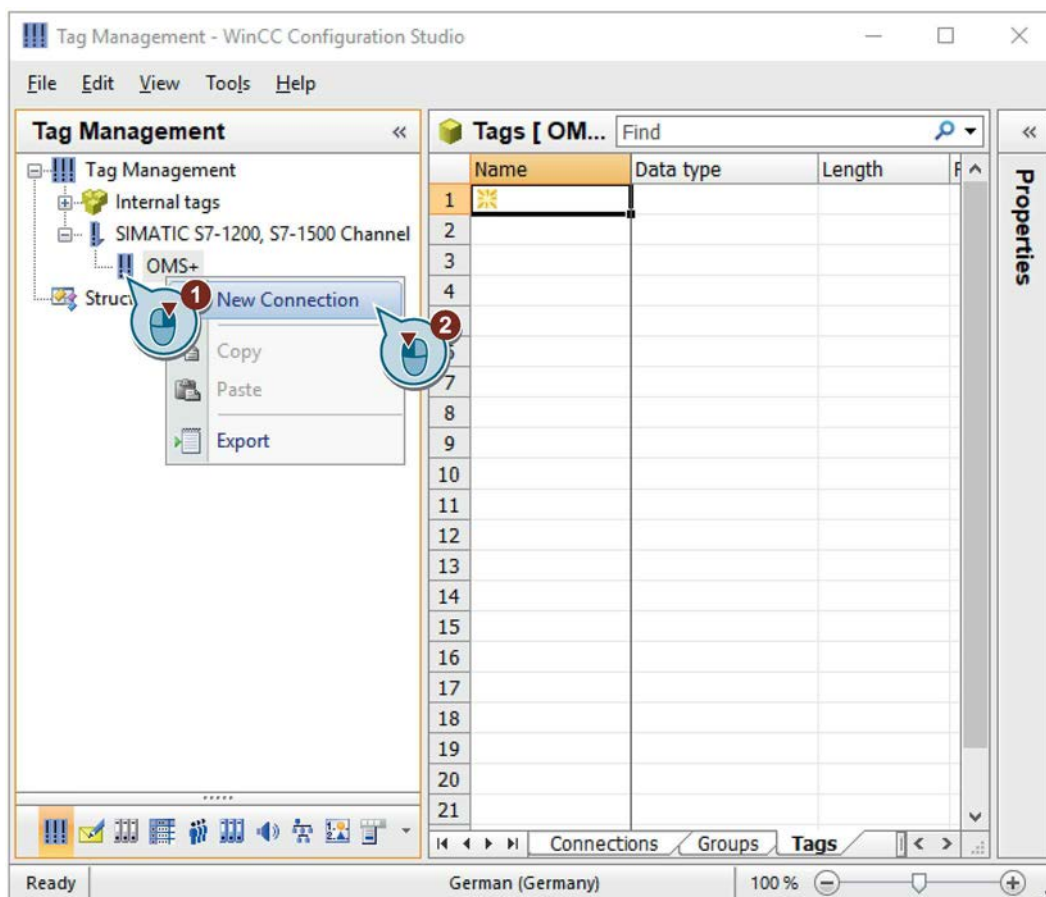 Tag Management - WinCC Configuration Studio
File Edit View Tools Help
Tag Management «
Tags [ OM... Find
«
Name Data type Length
Properties
Tag Management
Internal tags
SIMATIC S7-1200, S7-1500 Channel
OMS+
Struc
1
New Connection
2
Copy
Paste
Export
1
2
3
4
7
8
9
10
11
12
13
14
15
16
17
18
19
20
21
Connections Groups Tags
Ready German (Germany) 100 %